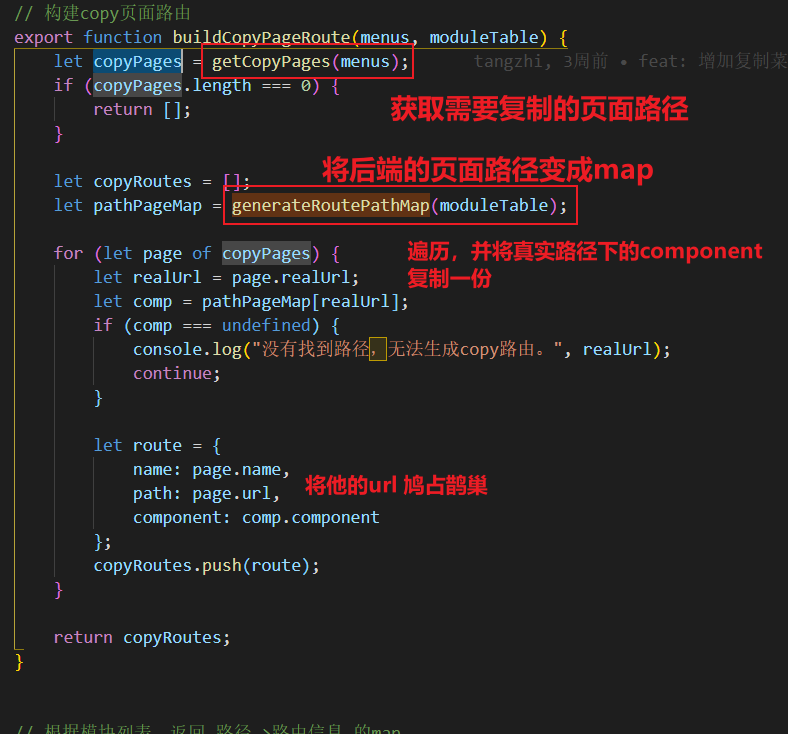 // 构建copy页面路由
export function buildCopyPageRoute(menus, moduleTable) {
let copyPages = getCopyPages(menus); tangzhi, 3周前 • feat: 增加复制菜
if (copyPages.length === 0) {
return [];
获取需要复制的页面路径
}
将后端的页面路径变成map
let copyRoutes = [];
let pathPageMap = generateRoutePathMap(moduleTable);
for (let page of copyPages) {
遍历，并将真实路径下的component
复制一份
let realUrl = page.realUrl;
let comp = pathPageMap[realUrl];
if (comp === undefined) {
console.log("没有找到路径，无法生成copy路由。", realUrl);
continue;
}
let route = {
name: page.name,
path: page.url,
将他的url 鸠占鹊巢
component: comp.component
};
copyRoutes.push(route);
}
return copyRoutes;
}
// 根据模块列表，返回 路径->路由信息 的map